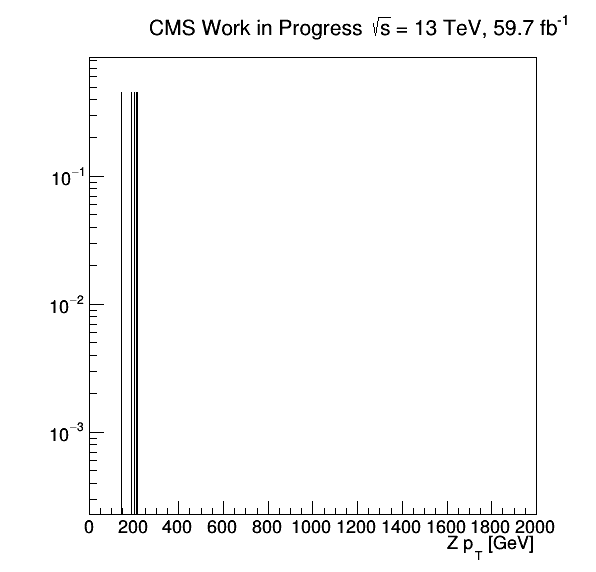 CMS Work in Progress √s = 13 TeV, 59.7 fb⁻¹
10⁻¹
10⁻²
10⁻³
0 200 400 600 800 1000 1200 1400 1600 1800 2000
Z p_T [GeV]